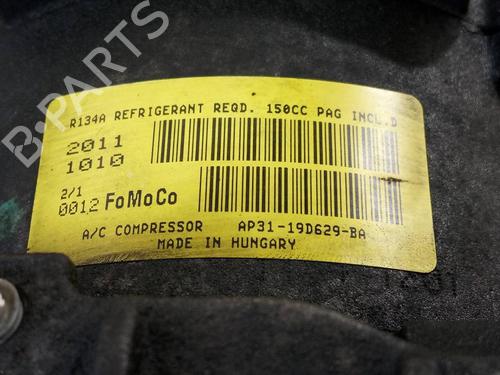 R134A REFRIGERANT REQD. 150CC PAG INCL.D
2011
1010
2/1
0012 FoMoCo
A/C COMPRESSOR AP31-19D629-BA
MADE IN HUNGARY
B-PARTS